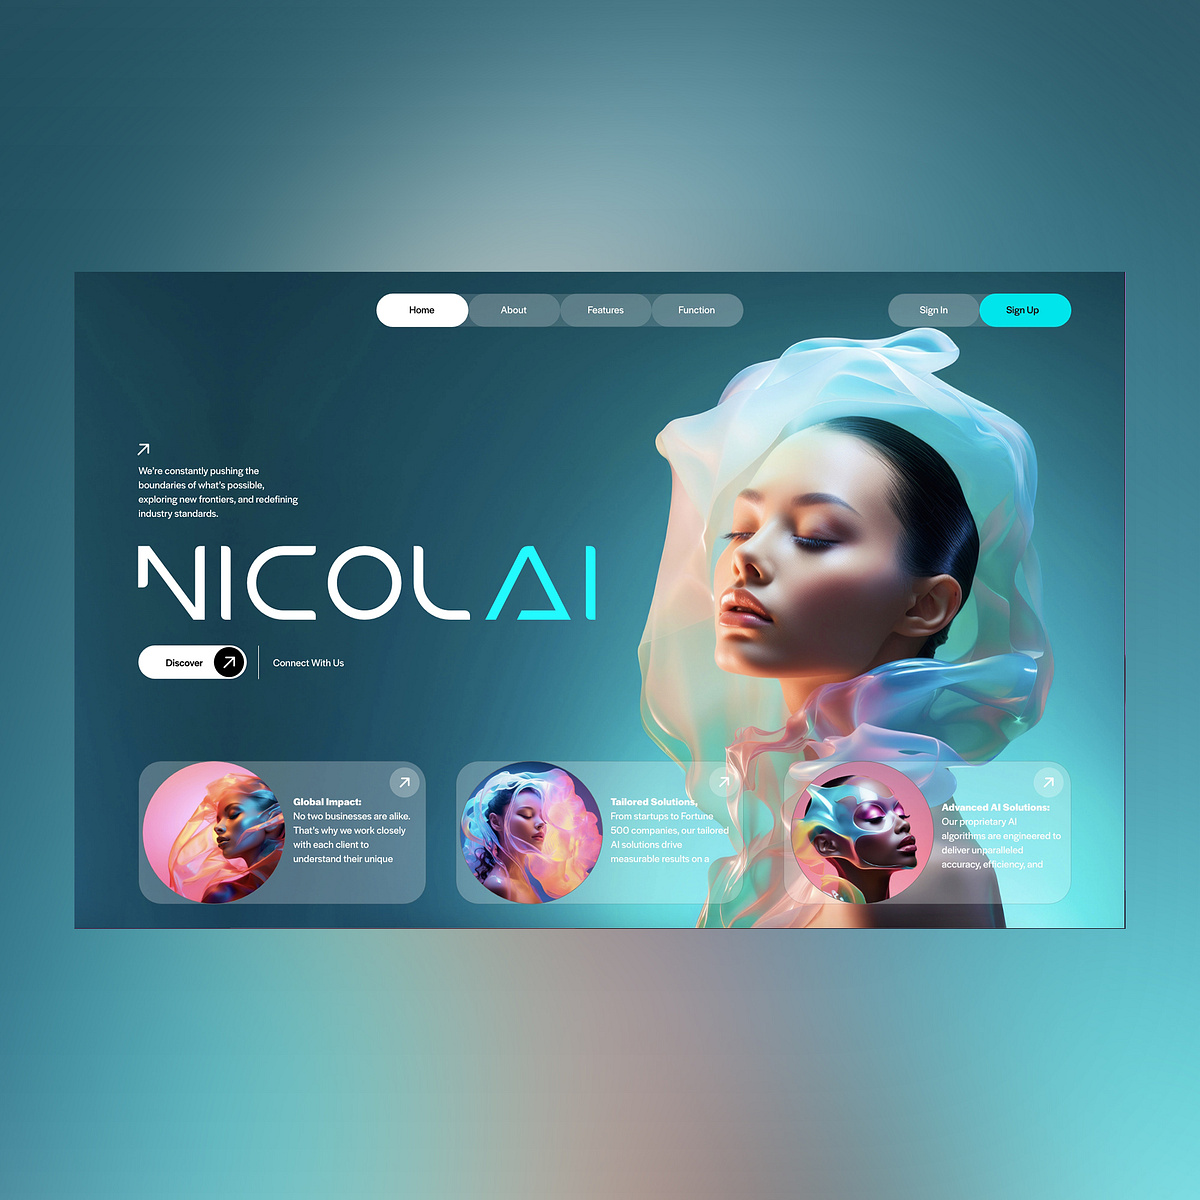 Home About Features Function Sign In Sign Up
We're constantly pushing the
boundaries of what's possible,
exploring new frontiers, and redefining
industry standards.
NICOLAI
Discover Connect With Us
Global Impact:
No two businesses are alike.
That's why we work closely
with each client to
understand their unique
Tailored Solutions,
From startups to Fortune
500 companies, our tailored
AI solutions drive
measurable results on a
Advanced AI Solutions:
Our proprietary AI
algorithms are engineered to
deliver unparalleled
accuracy, efficiency, and